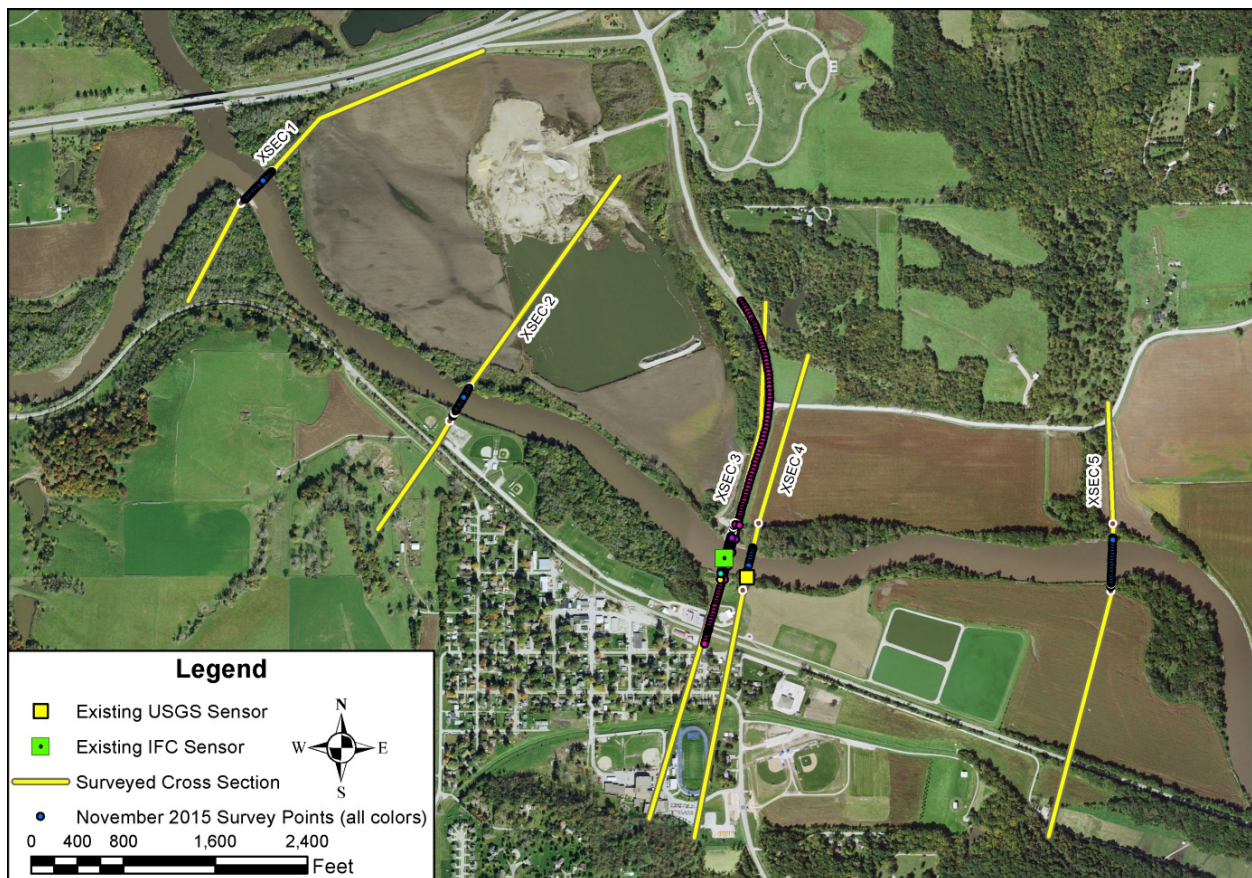 XSEC 1
XSEC 2
XSEC 3
XSEC 4
XSEC 5
Legend
Existing USGS Sensor
Existing IFC Sensor
Surveyed Cross Section
November 2015 Survey Points (all colors)
N
W E
S
0 400 800 1,600 2,400
Feet